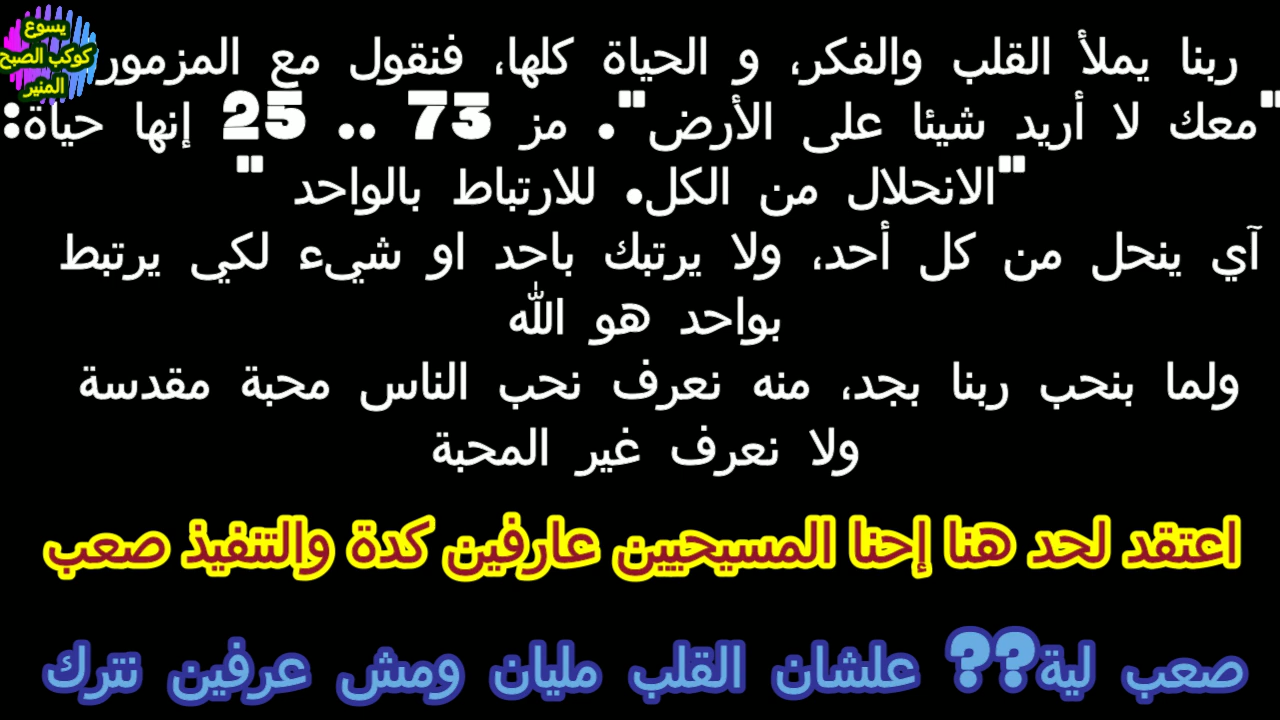 يسوع
كوكب الصبح
المنير
ربنا يملأ القلب والفكر، و الحياة كلها، فنقول مع المزمور
"معك لا أريد شيئا على الأرض". مز 73 .. 25 إنها حياة:
"الانحلال من الكل. للارتباط بالواحد "
آي ينحل من كل أحد، ولا يرتبك باحد او شيء لكي يرتبط
بواحد هو الله
ولما بنحب ربنا بجد، منه نعرف نحب الناس محبة مقدسة
ولا نعرف غير المحبة
اعتقد لحد هنا إحنا المسيحيين عارفين كدة والتنفيذ صعب
صعب لية?? علشان القلب مليان ومش عرفين نترك